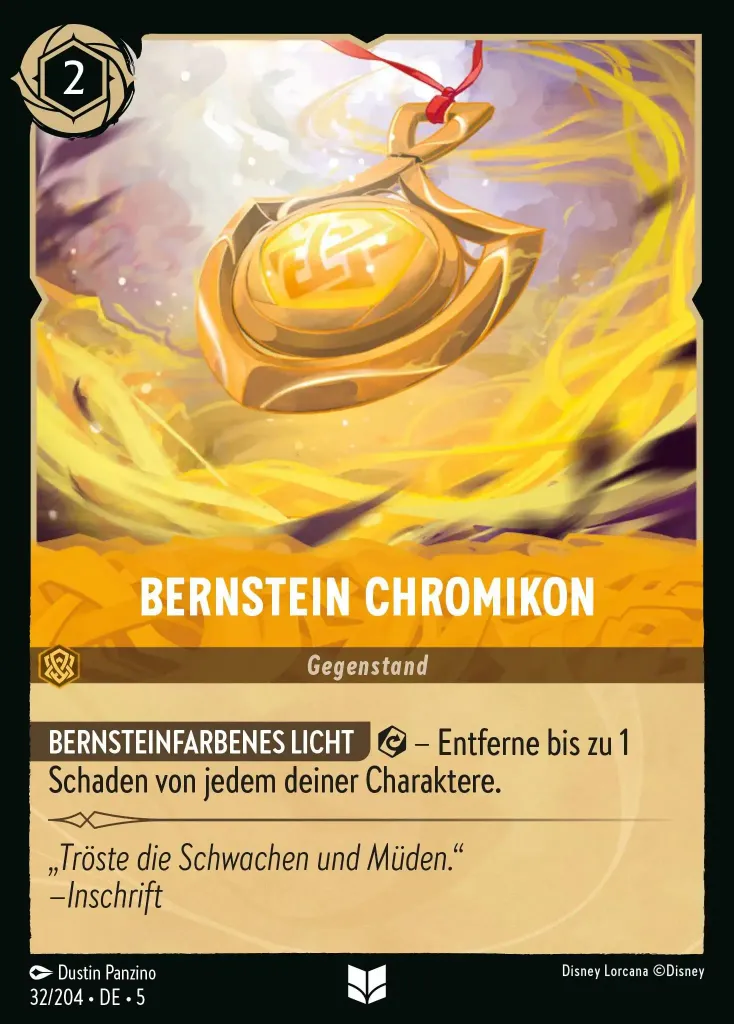 2
BERNSTEIN CHROMIKON
Gegenstand
BERNSTEINFARBENES LICHT – Entferne bis zu 1
Schaden von jedem deiner Charaktere.
„Tröste die Schwachen und Müden.“
–Inschrift
Dustin Panzino
32/204 • DE • 5
Disney Lorcana ©Disney